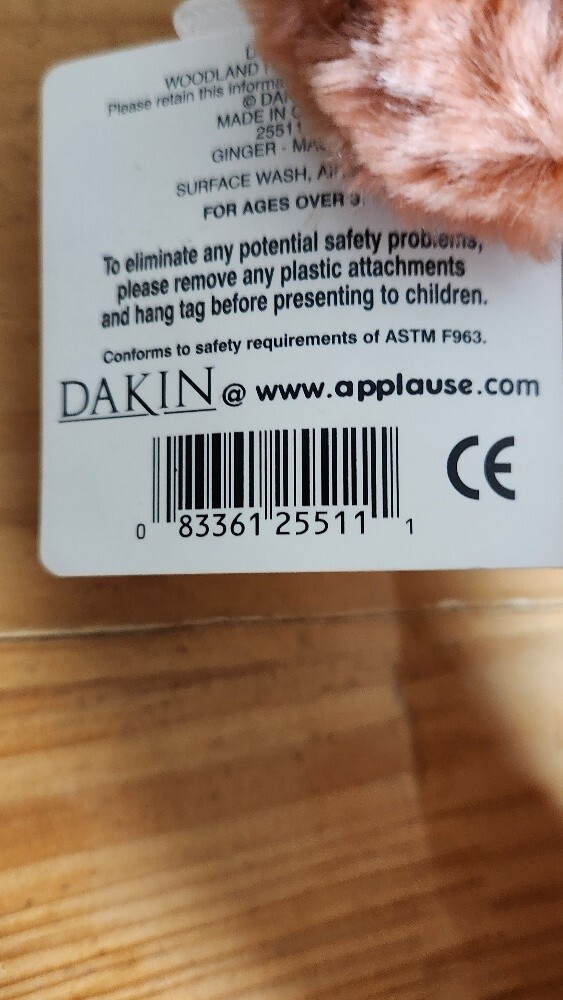 WOODLAND
Please retain this
©
MADE IN
25511
GINGER -
SURFACE WASH,
FOR AGES OVER 3
To eliminate any potential safety problems,
please remove any plastic attachments
and hang tag before presenting to children.
Conforms to safety requirements of ASTM F963.
DAKIN @ www.applause.com
CE
0 83361 25511 1